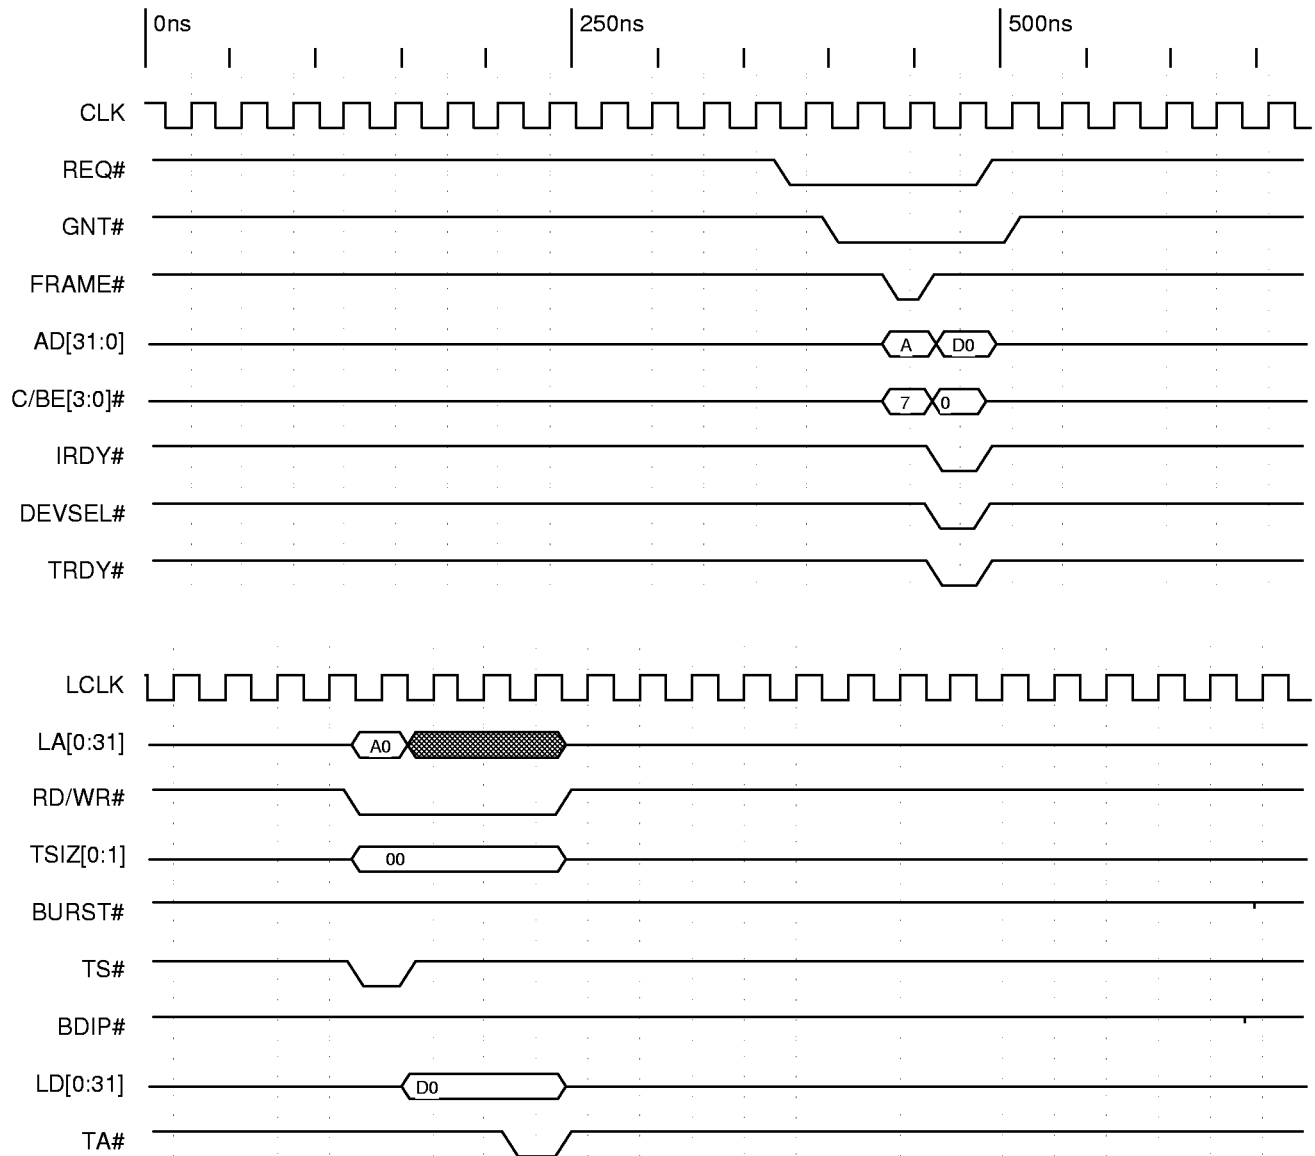 0ns 250ns 500ns
CLK
REQ#
GNT#
FRAME#
AD[31:0] A D0
C/BE[3:0]# 7 0
IRDY#
DEVSEL#
TRDY#
LCLK
LA[0:31] A0
RD/WR#
TSIZ[0:1] 00
BURST#
TS#
BDIP#
LD[0:31] D0
TA#